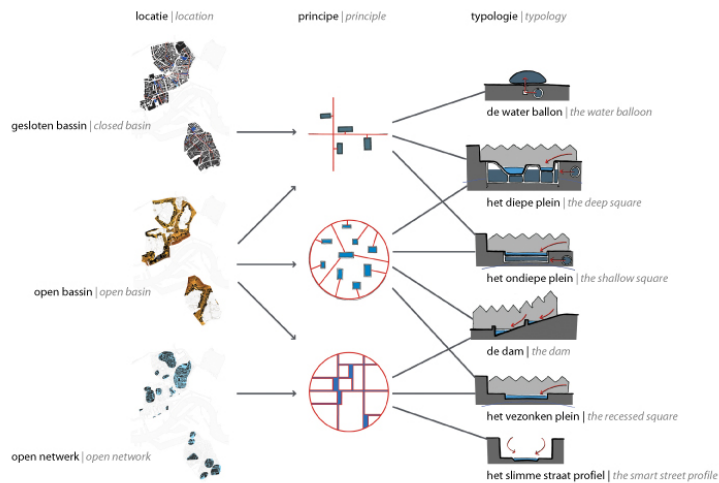 locatie | location
principe | principle
typologie | typology
de water ballon | the water balloon
gesloten bassin | closed basin
het diepe plein | the deep square
het ondiepe plein | the shallow square
open bassin | open basin
de dam | the dam
het vezonken plein | the recessed square
open netwerk | open network
het slimme straat profiel | the smart street profile